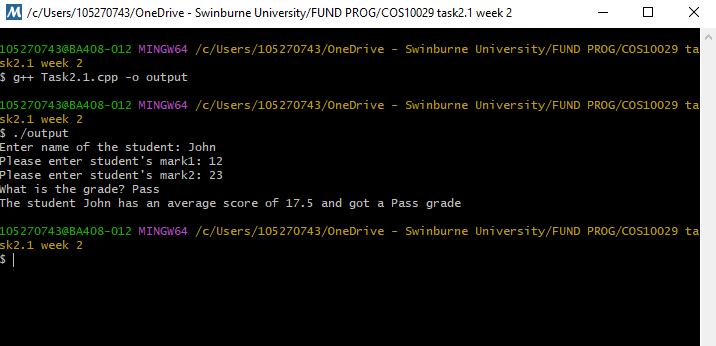 M /c/Users/105270743/OneDrive - Swinburne University/FUND PROG/COS10029 task2.1 week 2
105270743@BA408-012 MINGW64 /c/Users/105270743/OneDrive - Swinburne University/FUND PROG/COS10029 ta
sk2.1 week 2
$ g++ Task2.1.cpp -o output
105270743@BA408-012 MINGW64 /c/Users/105270743/OneDrive - Swinburne University/FUND PROG/COS10029 ta
sk2.1 week 2
$ ./output
Enter name of the student: John
Please enter student's mark1: 12
Please enter student's mark2: 23
What is the grade? Pass
The student John has an average score of 17.5 and got a Pass grade
105270743@BA408-012 MINGW64 /c/Users/105270743/OneDrive - Swinburne University/FUND PROG/COS10029 ta
sk2.1 week 2
$